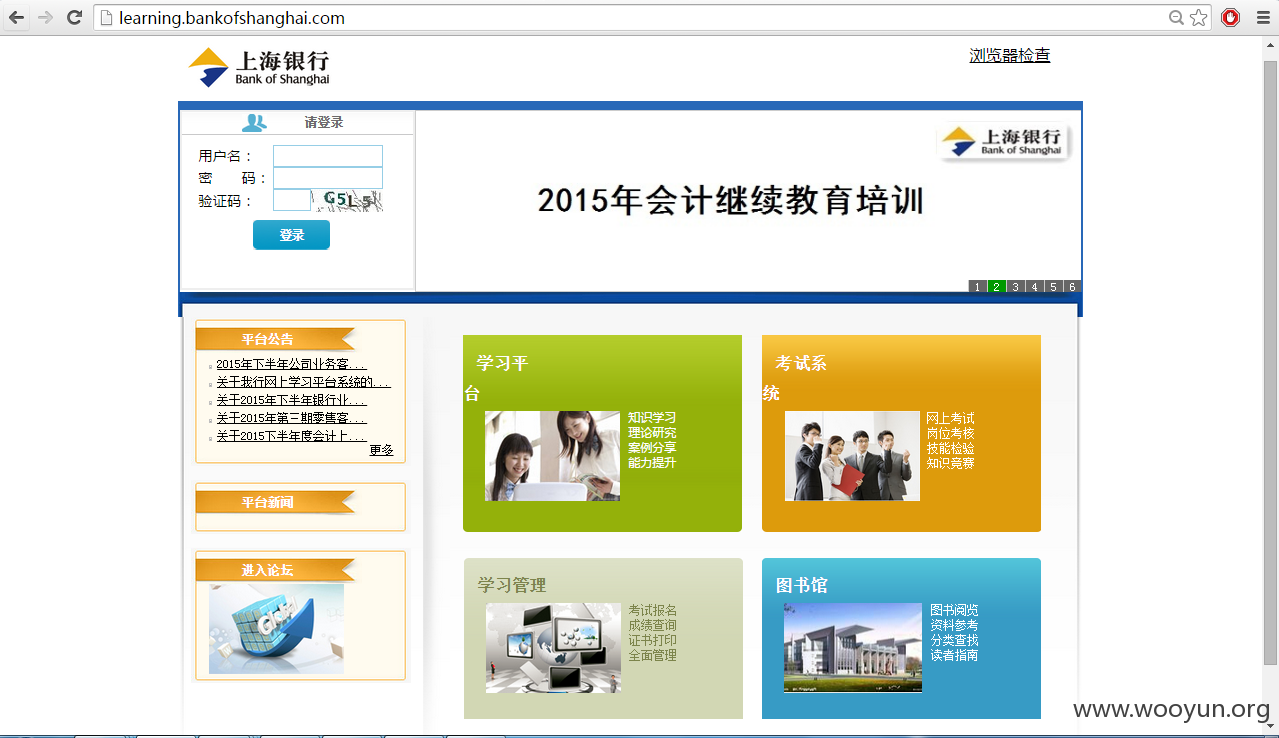 learning.bankofshanghai.com
上海银行
Bank of Shanghai
浏览器检查
请登录
用户名：
密 码：
验证码：
G5L5
登录
上海银行
Bank of Shanghai
2015年会计继续教育培训
1 2 3 4 5 6
平台公告
2015年下半年公司业务客...
关于我行网上学习平台系统的...
关于2015年下半年银行业...
关于2015年第三期零售客...
关于2015下半年度会计上...
更多
平台新闻
进入论坛
Global
学习平
台
知识学习
理论研究
案例分享
能力提升
考试系
统
网上考试
岗位考核
技能检验
知识竞赛
学习管理
考试报名
成绩查询
证书打印
全面管理
图书馆
图书阅览
资料参考
分类查找
读者指南
www.wooyun.org